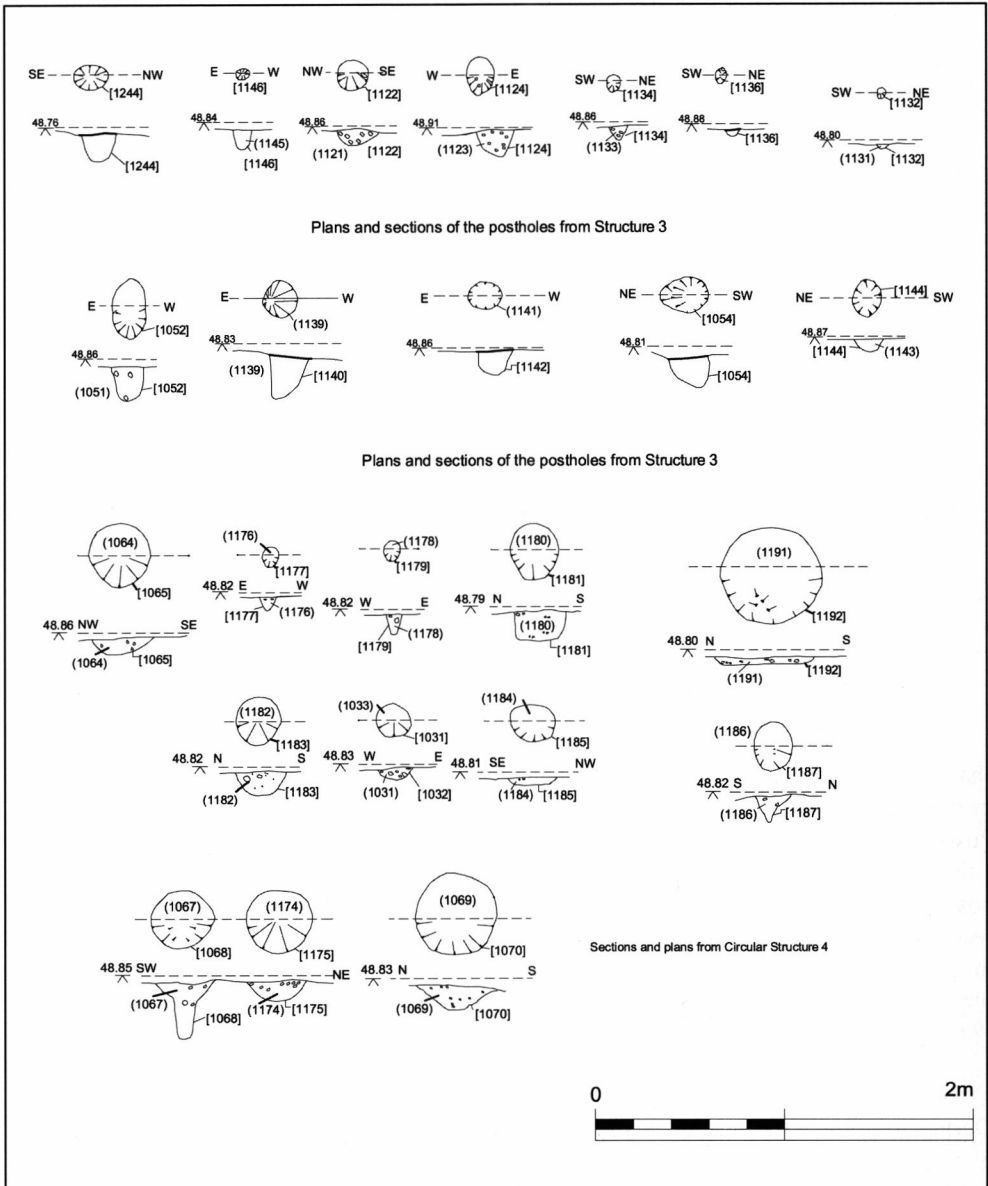 SE NW E W NW SE W E SW NE SW NE SW NE
[1244] [1146] [1122] [1124] [1134] [1136] [1132]
48.76 48.84 48.86 48.91 48.86 48.88 48.80
[1244] (1145) [1146] (1121) [1122] (1123) [1124] (1133) [1134] [1136] (1131) [1132]
Plans and sections of the postholes from Structure 3
E W E W E W NE SW NE SW
[1052] (1139) (1141) [1054] [1144]
48.86 48.83 48.86 48.81 48.87
(1051) [1052] (1139) [1140] [1142] [1054] [1144] (1143)
Plans and sections of the postholes from Structure 3
(1064) (1176) (1178) (1180) (1191)
[1065] [1177] [1179] [1181] [1192]
48.86 NW SE 48.82 E W 48.82 W E 48.79 N S 48.80 N S
(1064) [1065] [1177] (1176) [1179] (1178) (1180) [1181] (1191) [1192]
(1182) (1033) (1184) (1186)
[1183] [1031] [1185] [1187]
48.82 N S 48.83 W E 48.81 SE NW 48.82 S N
(1182) [1183] (1031) [1032] (1184) [1185] (1186) [1187]
(1067) (1174) (1069)
[1068] [1175] [1070]
Sections and plans from Circular Structure 4
48.85 SW NE 48.83 N S
(1067) [1068] (1174) [1175] (1069) [1070]
0 2m